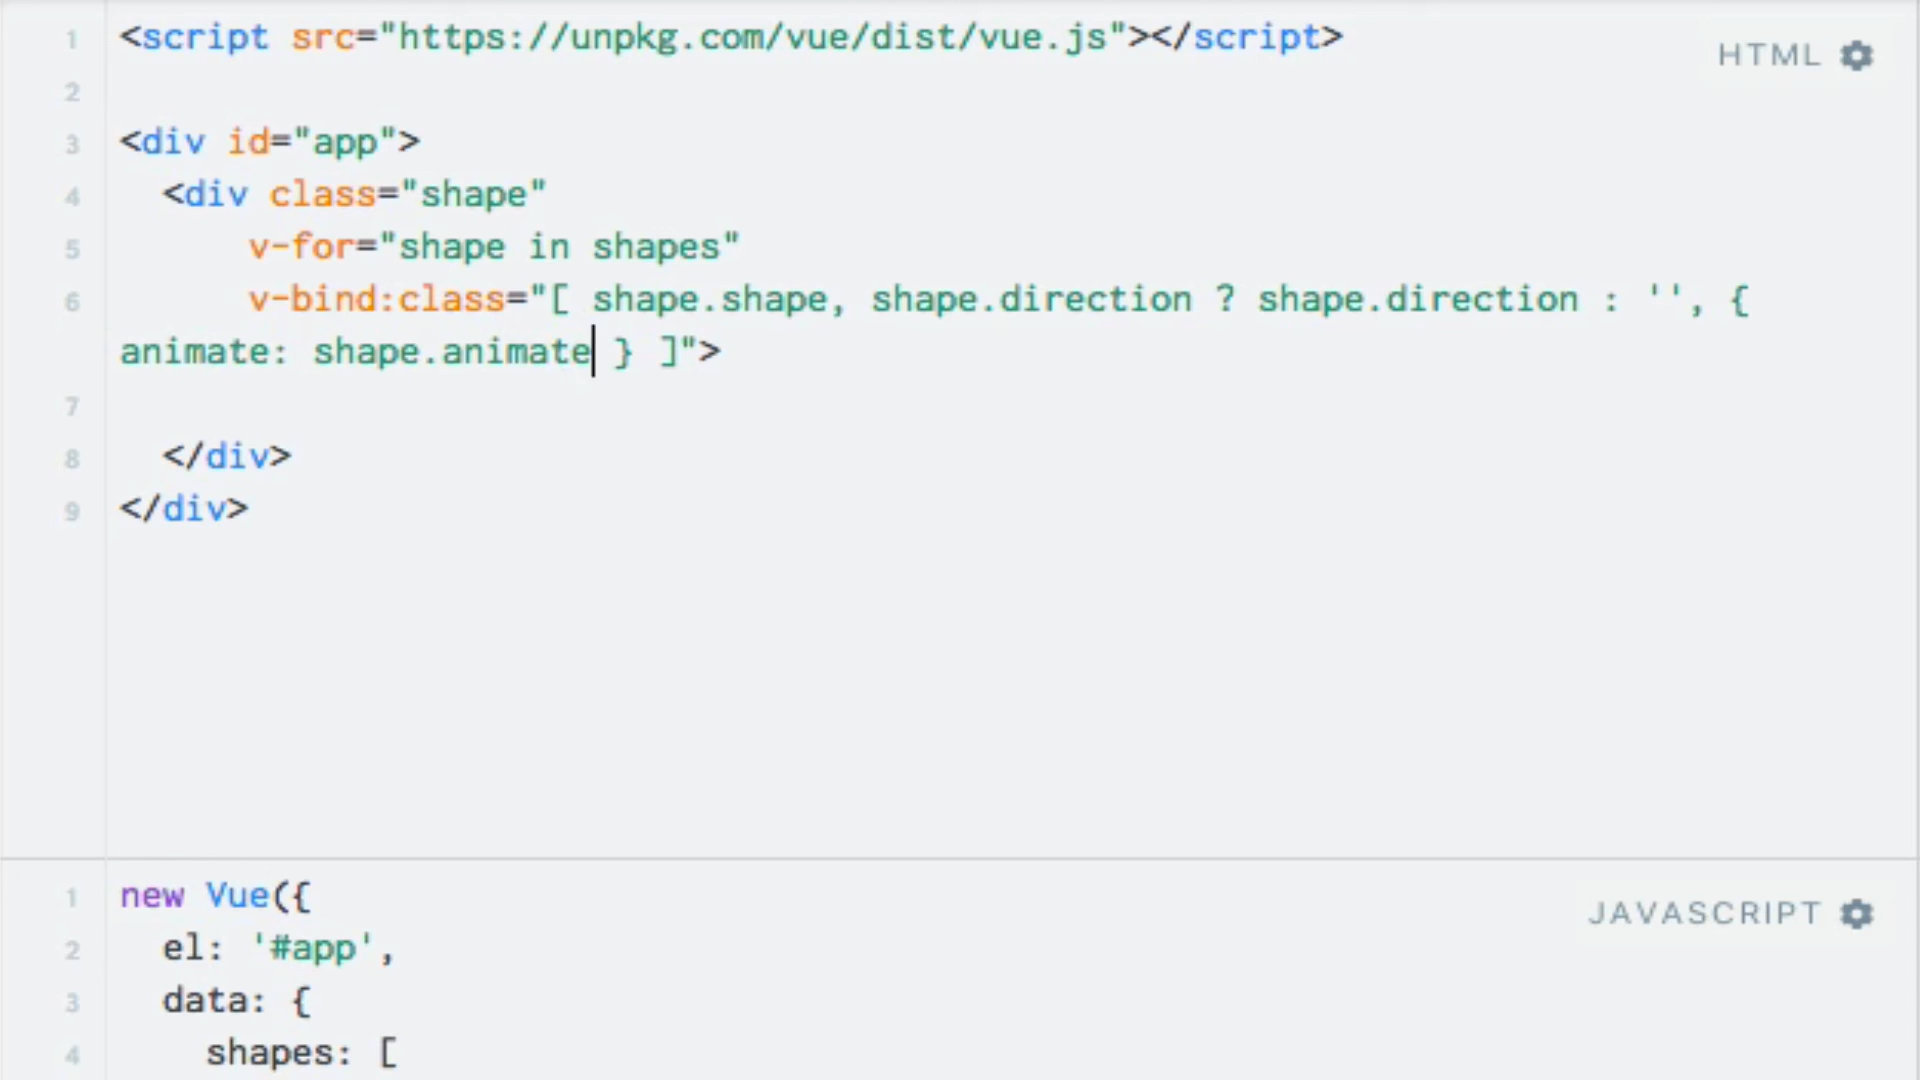 1 <script src="https://unpkg.com/vue/dist/vue.js"></script>
HTML
2
3 <div id="app">
4   <div class="shape"
5       v-for="shape in shapes"
6       v-bind:class="[ shape.shape, shape.direction ? shape.direction : '', {
animate: shape.animate } ]">
7
8   </div>
9 </div>
1 new Vue({
JAVASCRIPT
2   el: '#app',
3   data: {
4     shapes: [